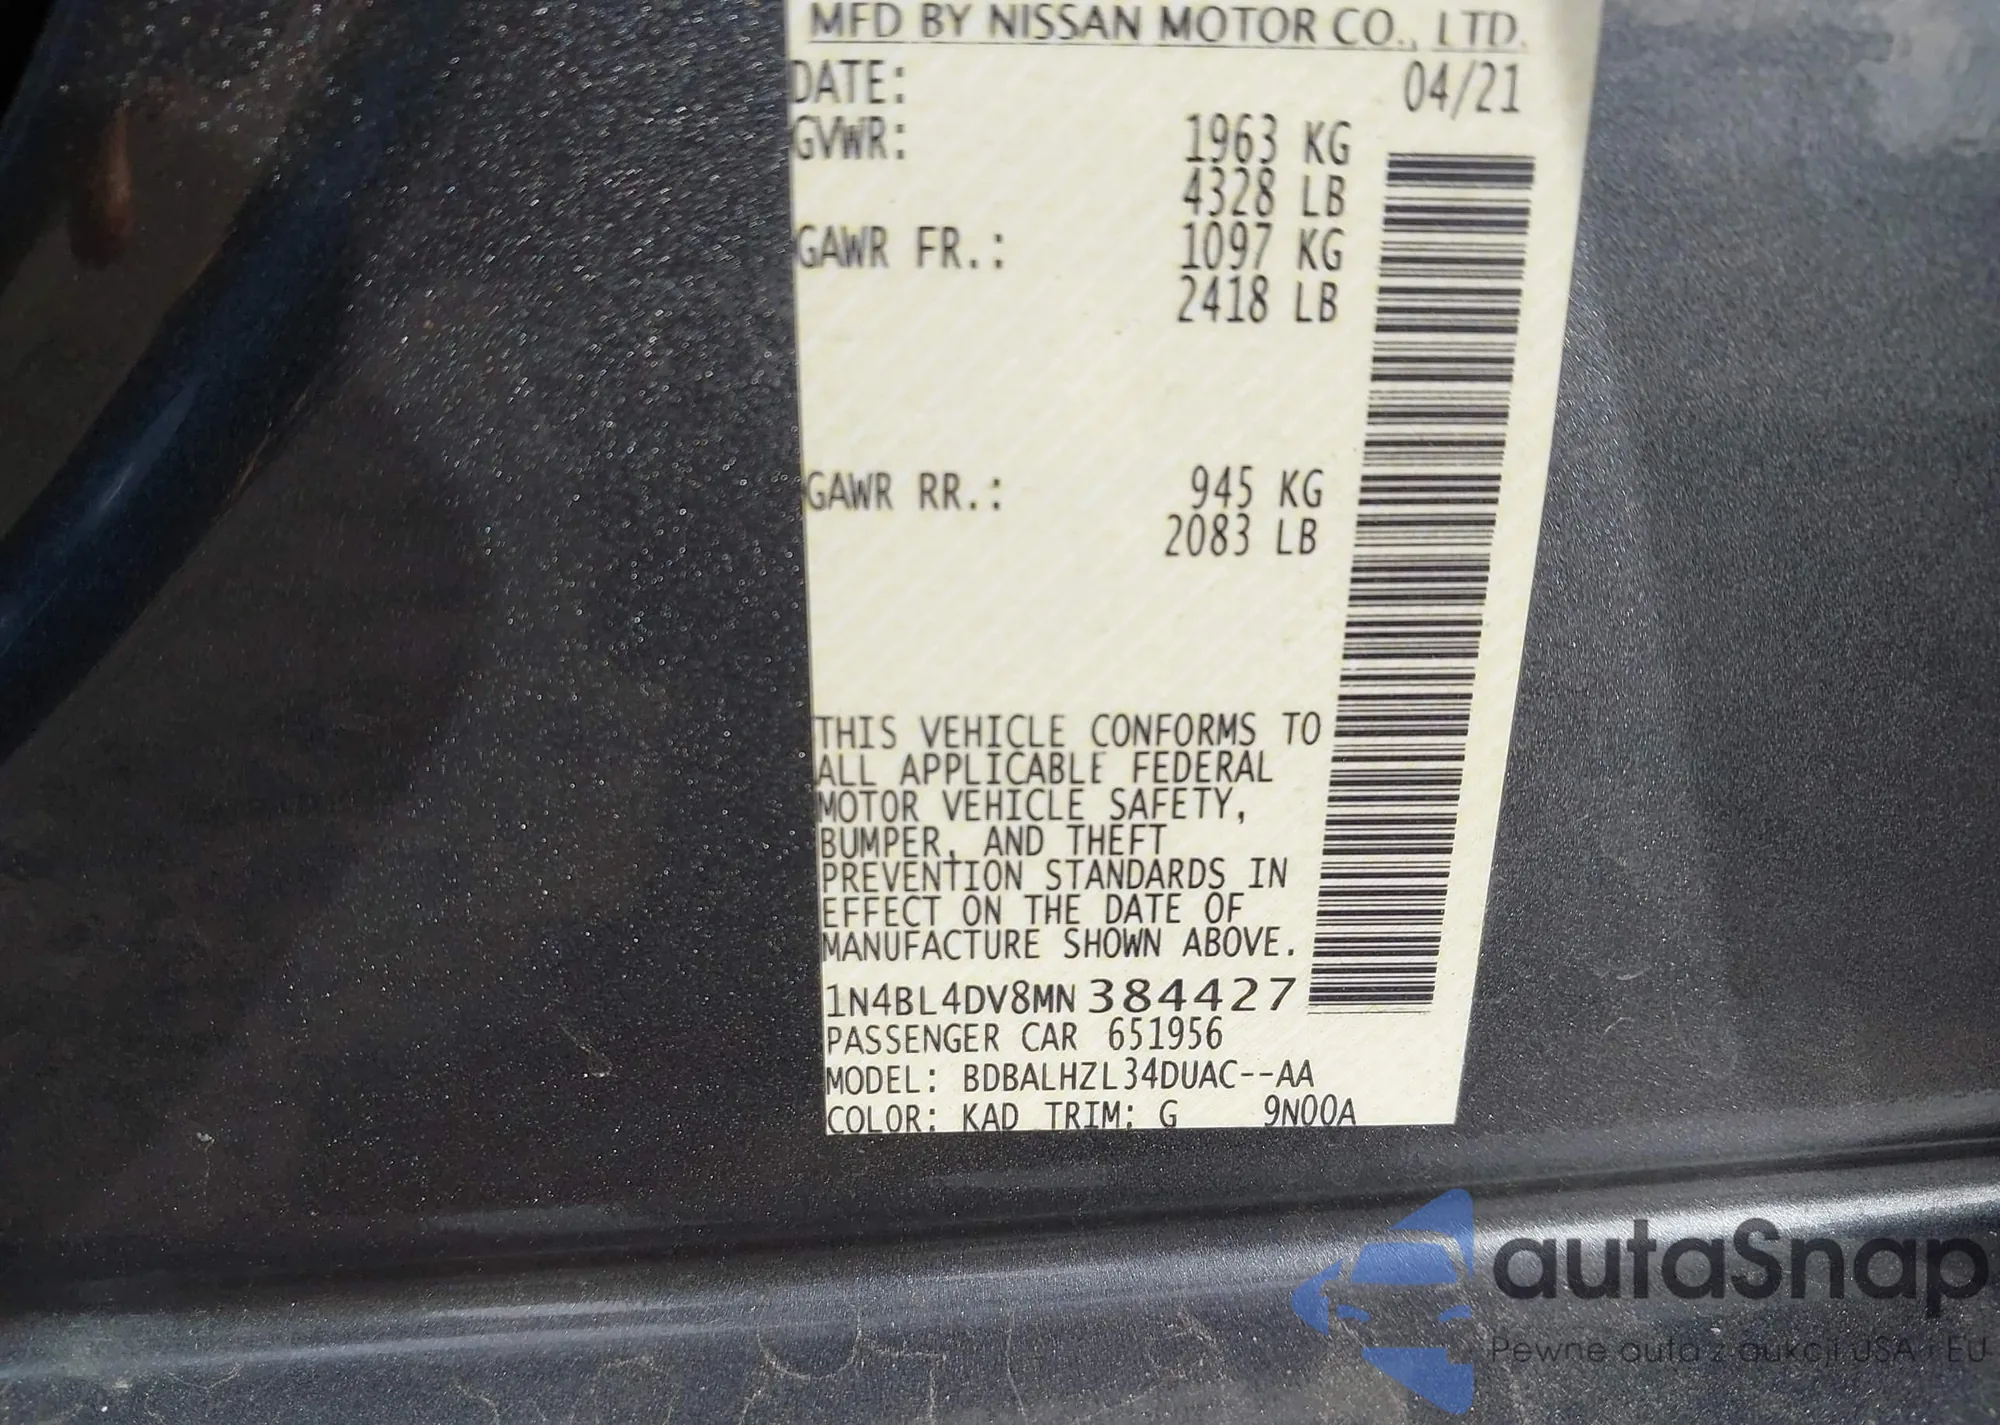 MFD BY NISSAN MOTOR CO., LTD.
DATE: 04/21
GVWR: 1963 KG
4328 LB
GAWR FR.: 1097 KG
2418 LB
GAWR RR.: 945 KG
2083 LB
THIS VEHICLE CONFORMS TO
ALL APPLICABLE FEDERAL
MOTOR VEHICLE SAFETY,
BUMPER, AND THEFT
PREVENTION STANDARDS IN
EFFECT ON THE DATE OF
MANUFACTURE SHOWN ABOVE.
1N4BL4DV8MN384427
PASSENGER CAR 651956
MODEL: BDBALHZL34DUAC--AA
COLOR: KAD TRIM: G 9N00A
autaSnap
Pewne auta z aukcji USA i EU